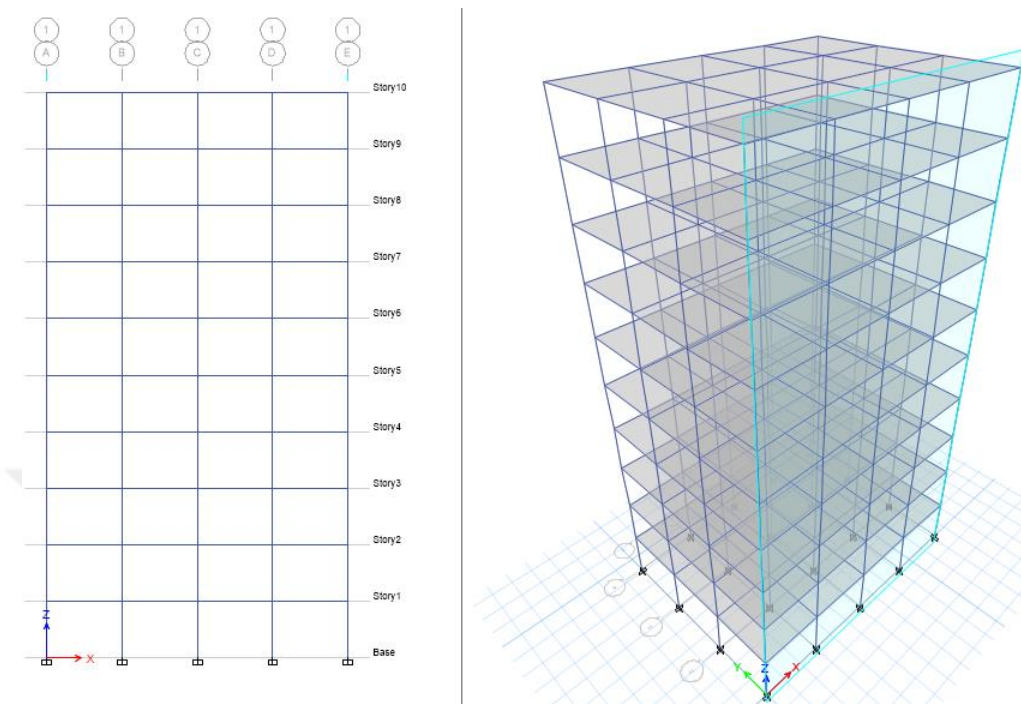 1 1 1 1 1
A B C D E
Story10
Story9
Story8
Story7
Story6
Story5
Story4
Story3
Story2
Story1
Z
X
Base
Z
Y
X